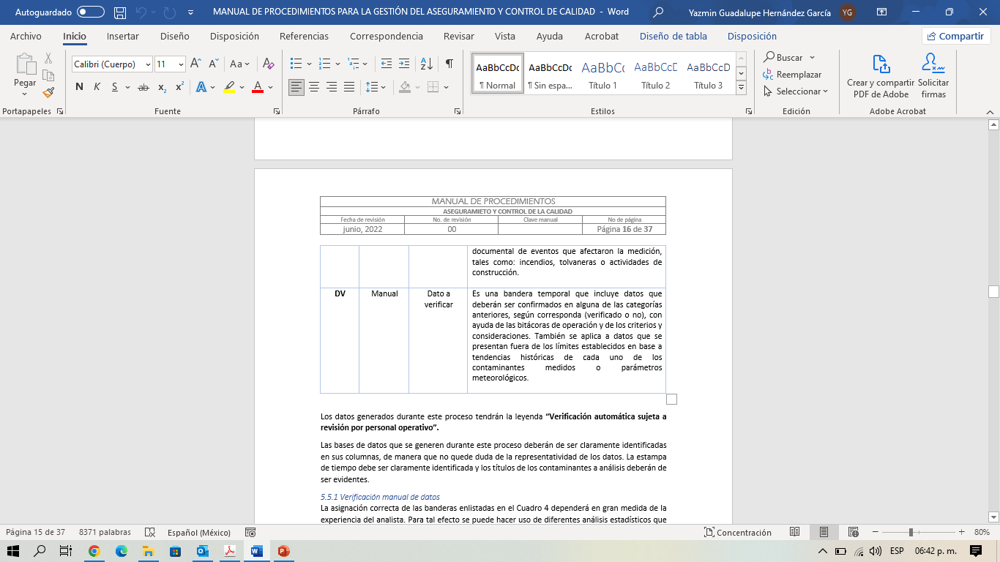 Autoguardado
MANUAL DE PROCEDIMIENTOS PARA LA GESTIÓN DEL ASEGURAMIENTO Y CONTROL DE CALIDAD - Word
Yazmin Guadalupe Hernández García
YG
Archivo Inicio Insertar Diseño Disposición Referencias Correspondencia Revisar Vista Ayuda Acrobat Diseño de tabla Disposición
Compartir
Pegar
Calibri (Cuerpo) 11
N K S ab x₂ x² A A
AaBbCcDc AaBbCcDc AaBbCc AaBbCcD AaBbCcD
¶ Normal ¶ Sin espa... Título 1 Título 2 Título 3
Buscar
Reemplazar
Seleccionar
Crear y compartir PDF de Adobe
Solicitar firmas
Portapapeles Fuente Párrafo Estilos Edición Adobe Acrobat
MANUAL DE PROCEDIMIENTOS
ASEGURAMIETO Y CONTROL DE LA CALIDAD
Fecha de revisión No. de revisión Clave manual No de página
junio, 2022 00 Página 16 de 37
documental de eventos que afectaron la medición,
tales como: incendios, tolvaneras o actividades de
construcción.
DV Manual Dato a verificar
Es una bandera temporal que incluye datos que
deberán ser confirmados en alguna de las categorías
anteriores, según corresponda (verificado o no), con
ayuda de las bitácoras de operación y de los criterios y
consideraciones. También se aplica a datos que se
presentan fuera de los límites establecidos en base a
tendencias históricas de cada uno de los
contaminantes medidos o parámetros
meteorológicos.
Los datos generados durante este proceso tendrán la leyenda “Verificación automática sujeta a
revisión por personal operativo”.
Las bases de datos que se generen durante este proceso deberán de ser claramente identificadas
en sus columnas, de manera que no quede duda de la representatividad de los datos. La estampa
de tiempo debe ser claramente identificada y los títulos de los contaminantes a análisis deberán de
ser evidentes.
5.5.1 Verificación manual de datos
La asignación correcta de las banderas enlistadas en el Cuadro 4 dependerá en gran medida de la
experiencia del analista. Para tal efecto se puede hacer uso de diferentes análisis estadísticos que
Página 15 de 37 8371 palabras Español (México)
Concentración
80%
ESP 06:42 p. m.